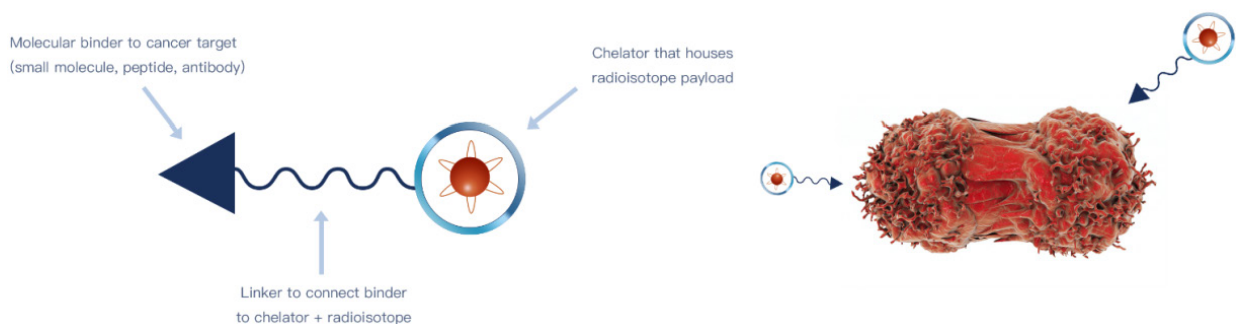 Molecular binder to cancer target
(small molecule, peptide, antibody)
Chelator that houses
radioisotope payload
Linker to connect binder
to chelator + radioisotope